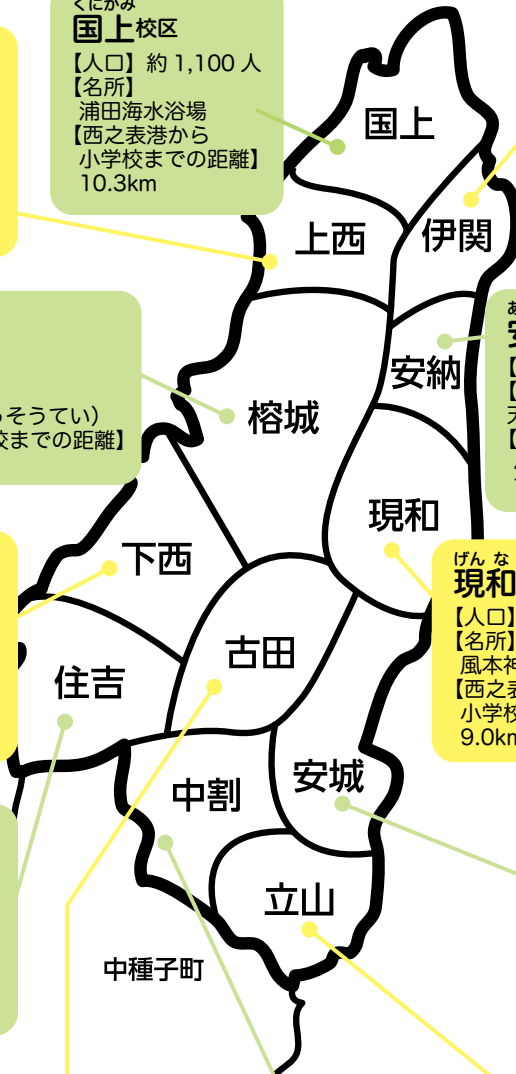 くにがみ
国上校区
【人口】約 1,100 人
【名所】
浦田海水浴場
【西之表港から
小学校までの距離】
10.3km
国上
上西
伊関
安納
榕城
そうてい）
までの距離】
現和
下西
げん な
現和
【人口】
【名所】
風本神
【西之表
小学校
9.0km
古田
住吉
中割
安城
立山
中種子町